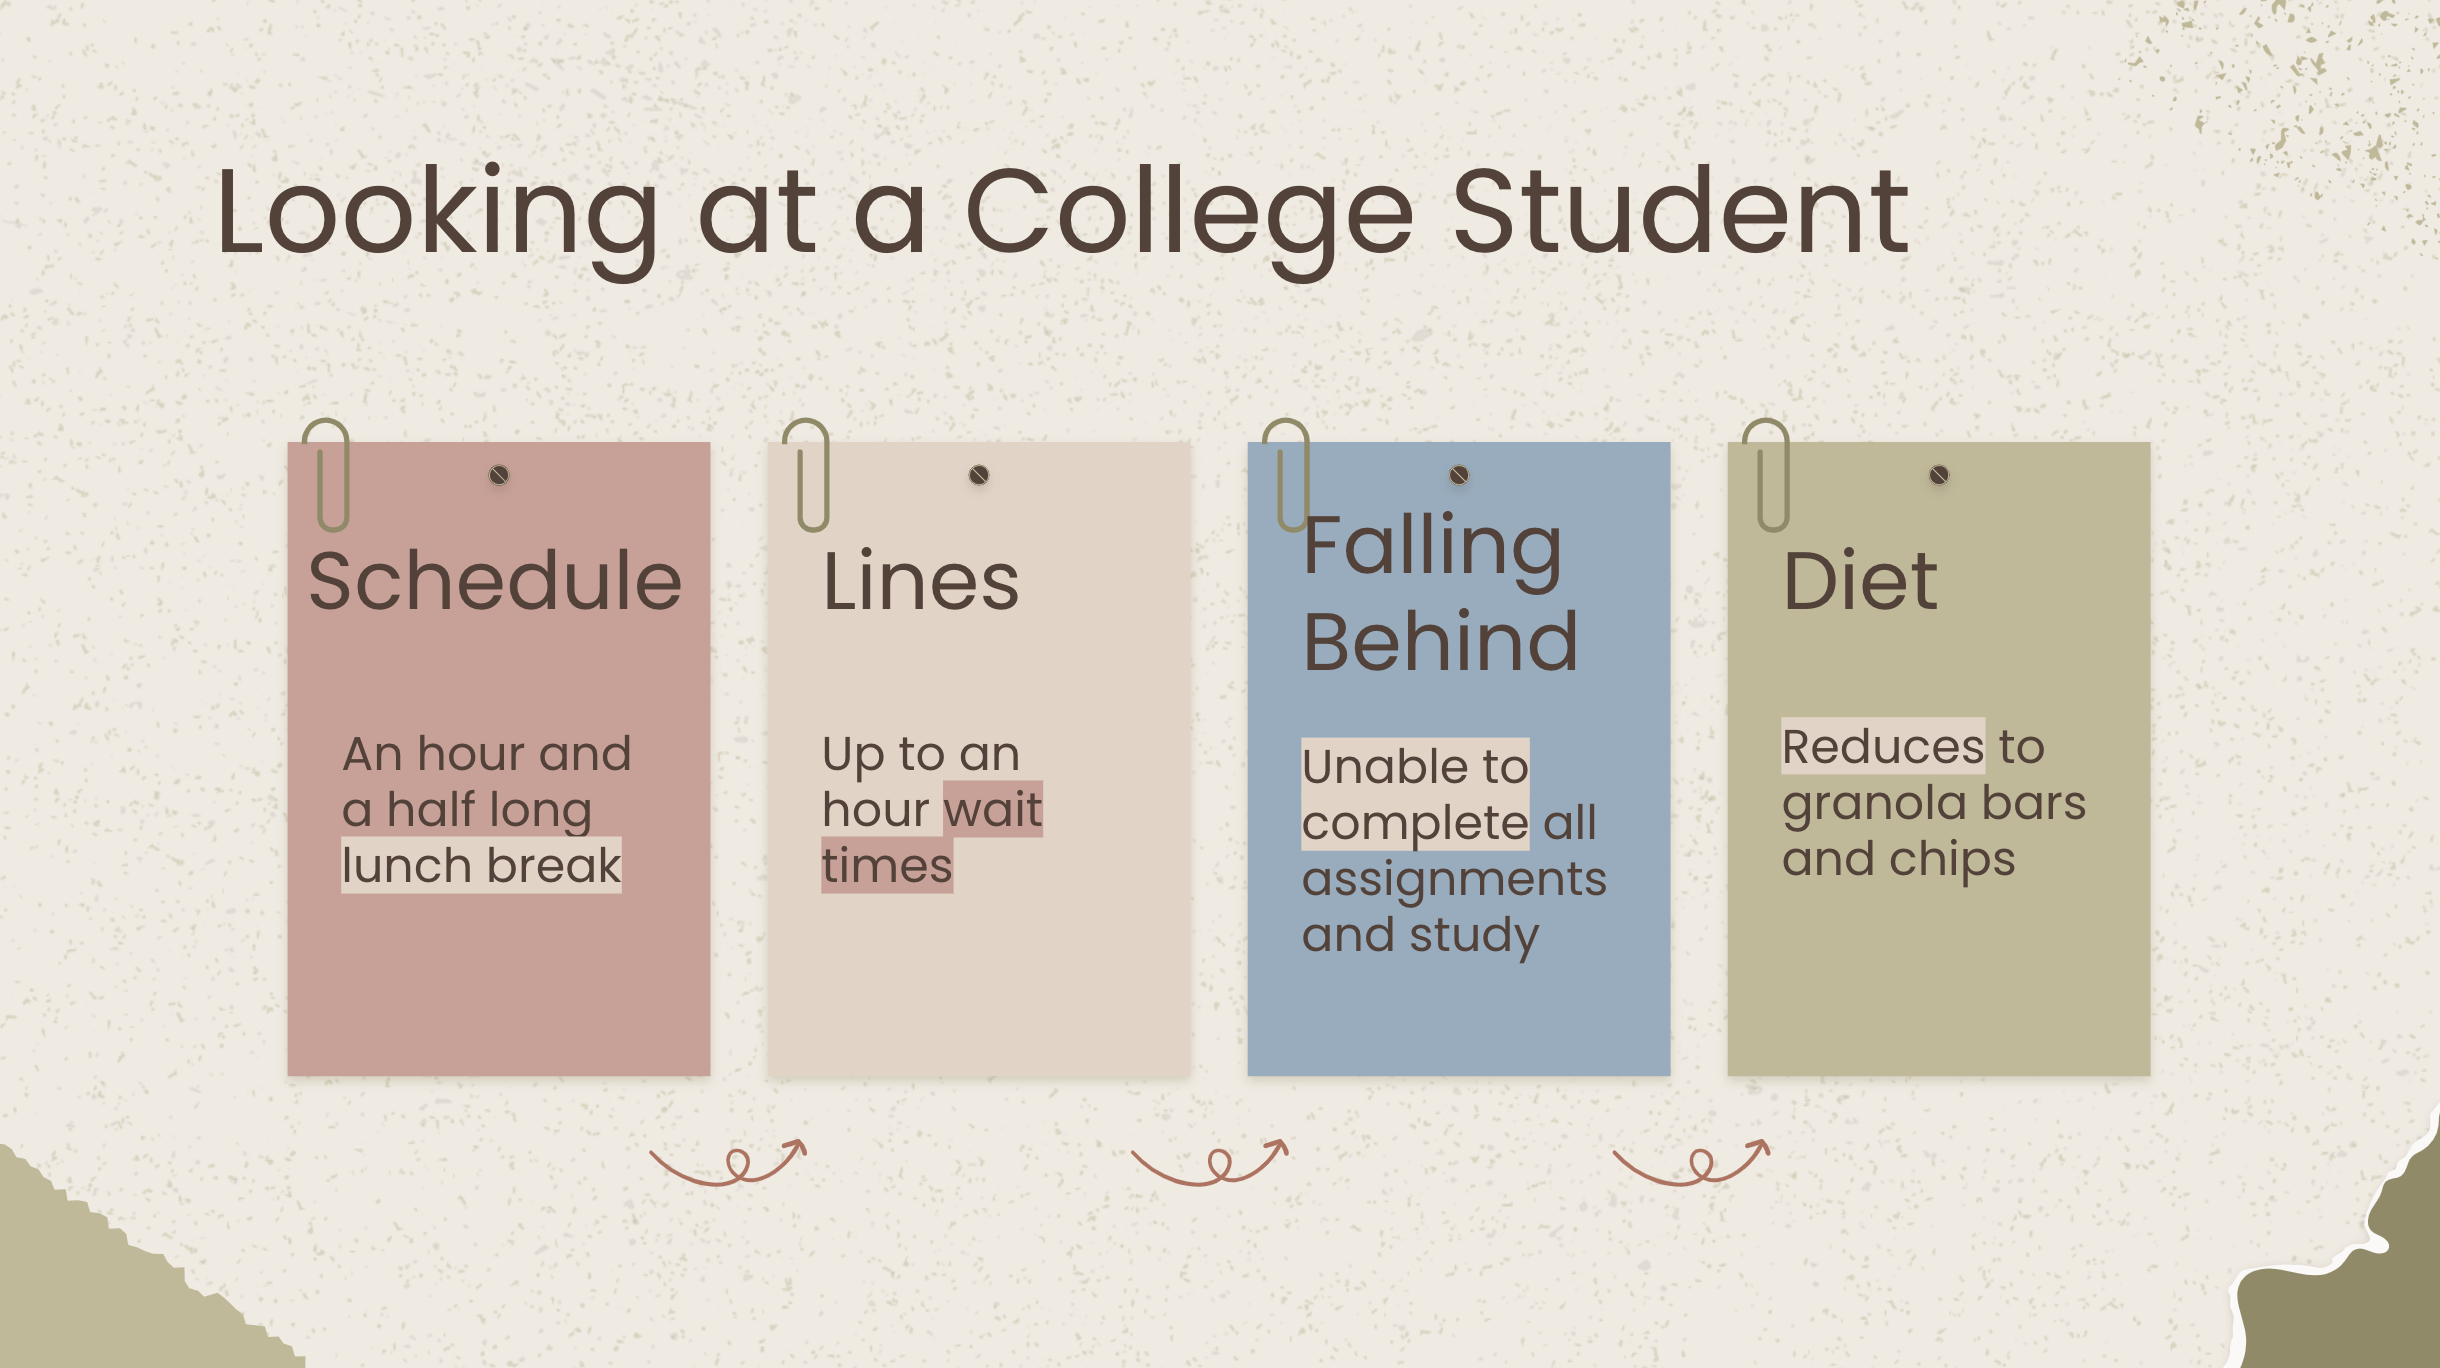 Looking at a College Student
Schedule
An hour and
a half long
lunch break
Lines
Up to an
hour wait
times
Falling
Behind
Unable to
complete all
assignments
and study
Diet
Reduces to
granola bars
and chips